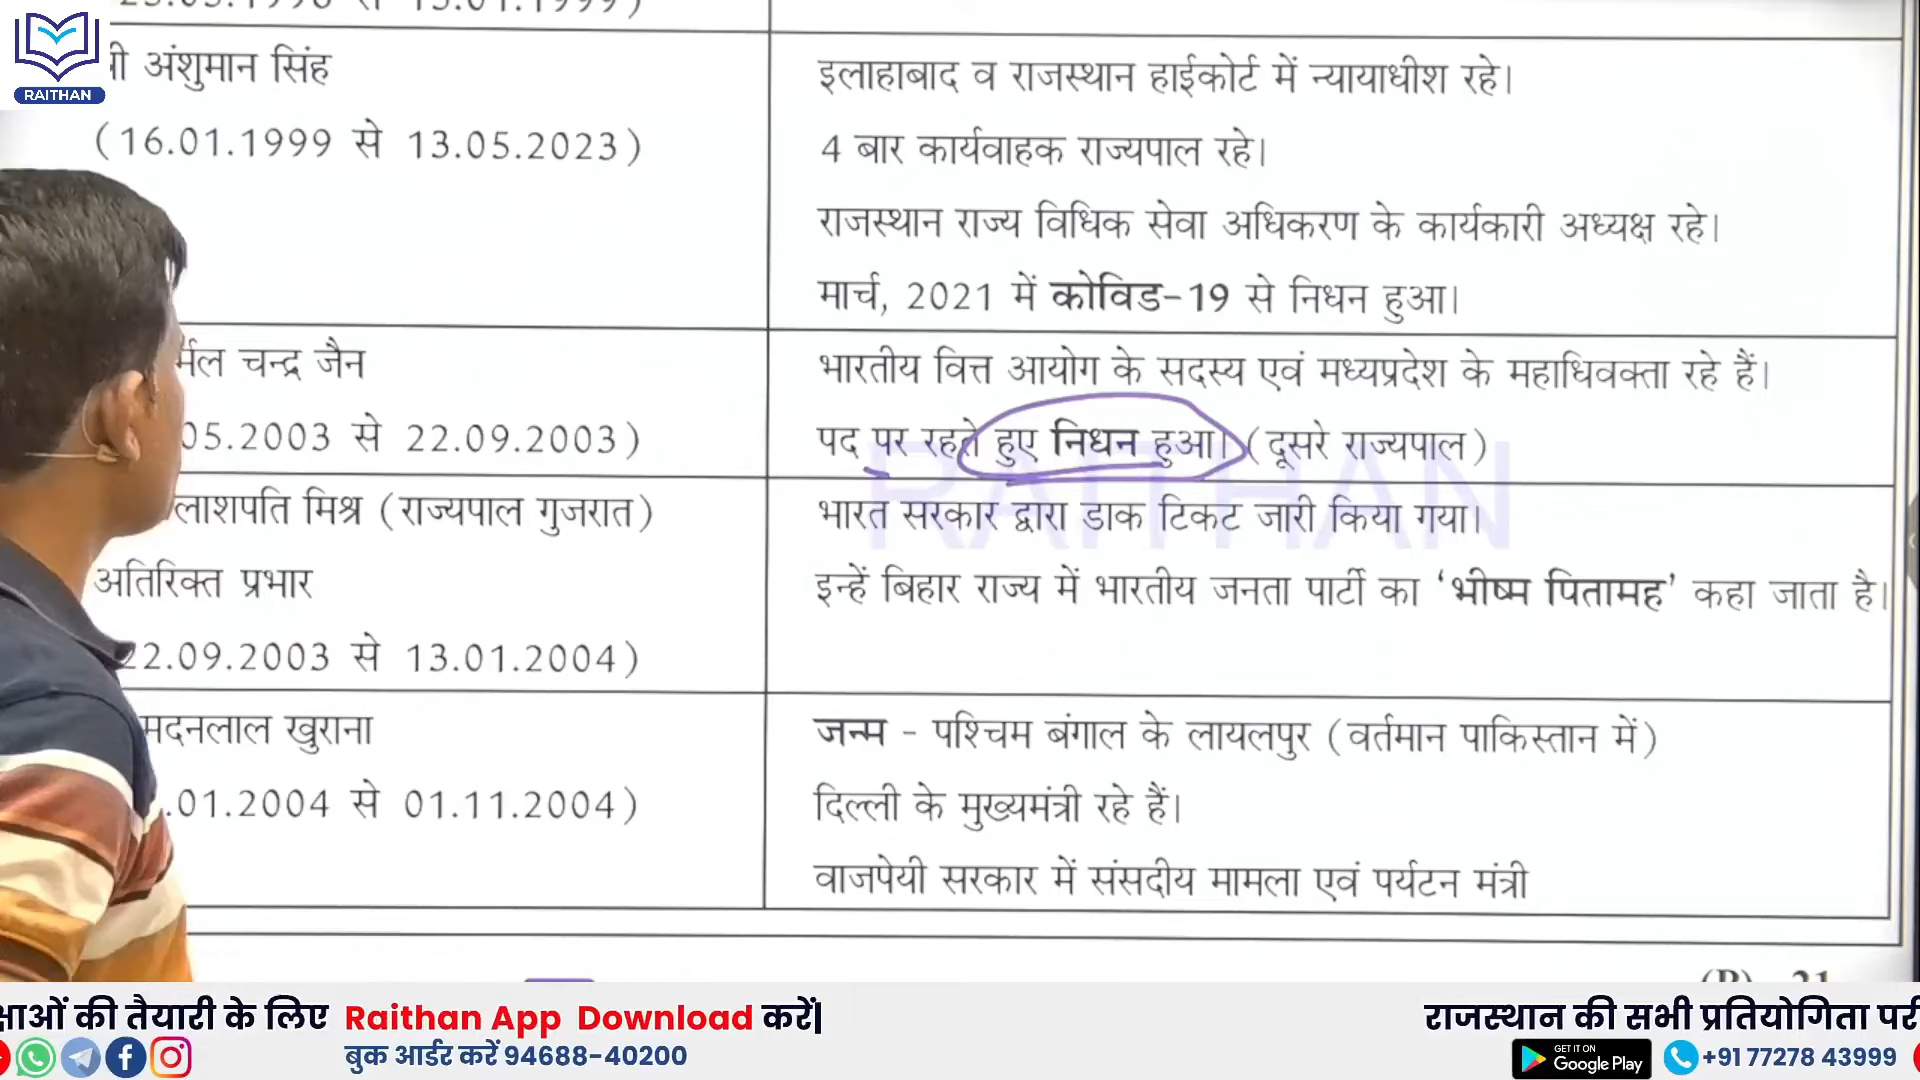 RAITHAN
अंशुमान सिंह
इलाहाबाद व राजस्थान हाईकोर्ट में न्यायाधीश रहे।
(16.01.1999 से 13.05.2023)
4 बार कार्यवाहक राज्यपाल रहे।
राजस्थान राज्य विधिक सेवा अधिकरण के कार्यकारी अध्यक्ष रहे।
मार्च, 2021 में कोविड-19 से निधन हुआ।
चन्द्र जैन
भारतीय वित्त आयोग के सदस्य एवं मध्यप्रदेश के महाधिवक्ता रहे हैं।
05.2003 से 22.09.2003)
पद पर रहते हुए निधन हुआ। (दूसरे राज्यपाल)
RAITHAN
लाशपति मिश्र (राज्यपाल गुजरात)
भारत सरकार द्वारा डाक टिकट जारी किया गया।
अतिरिक्त प्रभार
इन्हें बिहार राज्य में भारतीय जनता पार्टी का ‘भीष्म पितामह’ कहा जाता है।
22.09.2003 से 13.01.2004)
मदनलाल खुराना
जन्म - पश्चिम बंगाल के लायलपुर (वर्तमान पाकिस्तान में)
.01.2004 से 01.11.2004)
दिल्ली के मुख्यमंत्री रहे हैं।
वाजपेयी सरकार में संसदीय मामला एवं पर्यटन मंत्री
क्षाओं की तैयारी के लिए Raithan App Download करें|
राजस्थान की सभी प्रतियोगिता परी
बुक आर्डर करें 94688-40200
GET IT ON
Google Play
+91 77278 43999